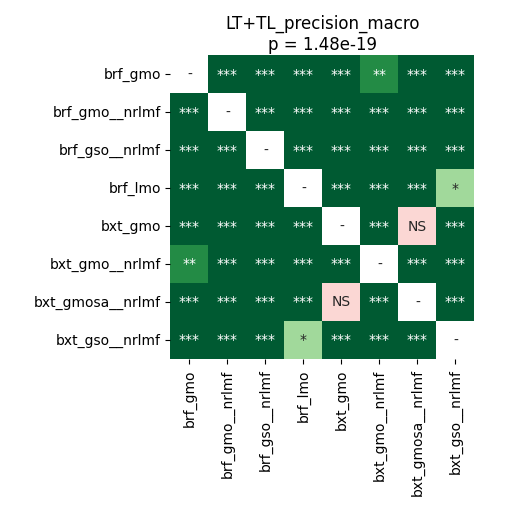 LT+TL_precision_macro
p = 1.48e-19
brf_gmo - *** *** *** *** ** *** ***
brf_gmo__nrlmf *** - *** *** *** *** *** ***
brf_gso__nrlmf *** *** - *** *** *** *** ***
brf_lmo *** *** *** - *** *** *** *
bxt_gmo *** *** *** *** - *** NS ***
bxt_gmo__nrlmf ** *** *** *** *** - *** ***
bxt_gmosa__nrlmf *** *** *** *** NS *** - ***
bxt_gso__nrlmf *** *** *** * *** *** *** -
brf_gmo
brf_gmo__nrlmf
brf_gso__nrlmf
brf_lmo
bxt_gmo
bxt_gmo__nrlmf
bxt_gmosa__nrlmf
bxt_gso__nrlmf